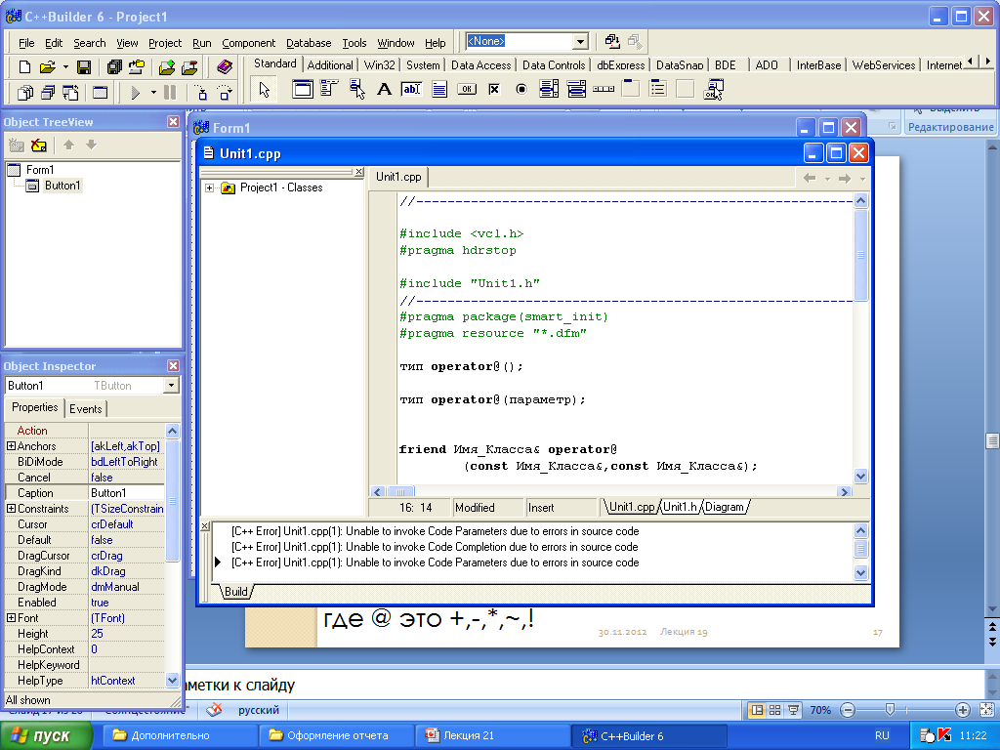 C++Builder 6 - Project1
File Edit Search View Project Run Component Database Tools Window Help <None>
Standard Additional Win32 System Data Access Data Controls dbExpress DataSnap BDE ADO InterBase WebServices Internet
Редактирование
Object TreeView
Form1
Button1
Form1
Unit1.cpp
Project1 - Classes
Unit1.cpp
//
#include <vcl.h>
#pragma hdrstop
#include "Unit1.h"
//
#pragma package(smart_init)
#pragma resource "*.dfm"
тип operator@();
тип operator@(параметр);
friend Имя_Класса& operator@
(const Имя_Класса&,const Имя_Класса&);
16: 14 Modified Insert Unit1.cpp Unit1.h Diagram
[C++ Error] Unit1.cpp(1): Unable to invoke Code Parameters due to errors in source code
[C++ Error] Unit1.cpp(1): Unable to invoke Code Completion due to errors in source code
[C++ Error] Unit1.cpp(1): Unable to invoke Code Parameters due to errors in source code
Build
Object Inspector
Button1 TButton
Properties Events
Action
Anchors [akLeft,akTop]
BiDiMode bdLeftToRight
Cancel false
Caption Button1
Constraints (TSizeConstrain
Cursor crDefault
Default false
DragCursor crDrag
DragKind dkDrag
DragMode dmManual
Enabled true
Font (TFont)
Height 25
HelpContext 0
HelpKeyword
HelpType htContext
All shown
где @ это +,-,*,~,!
30.11.2012 Лекция 19 17
метки к слайду
русский 70%
пуск Дополнительно Оформление отчета Лекция 21 C++Builder 6 RU 11:22